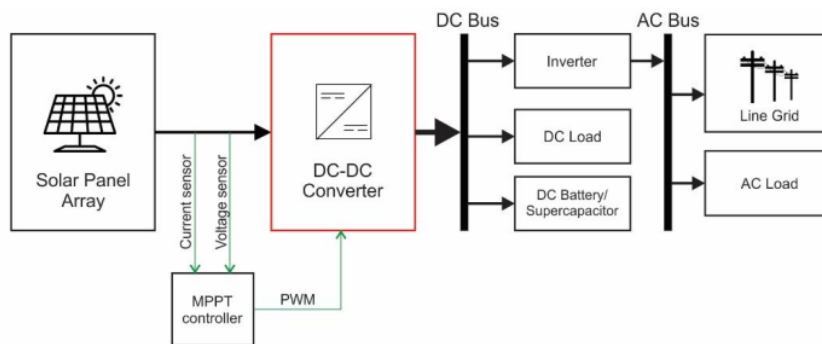 DC Bus
AC Bus
Solar Panel
Array
Current sensor
Voltage sensor
DC-DC
Converter
MPPT
controller
PWM
Inverter
DC Load
DC Battery/
Supercapacitor
Line Grid
AC Load